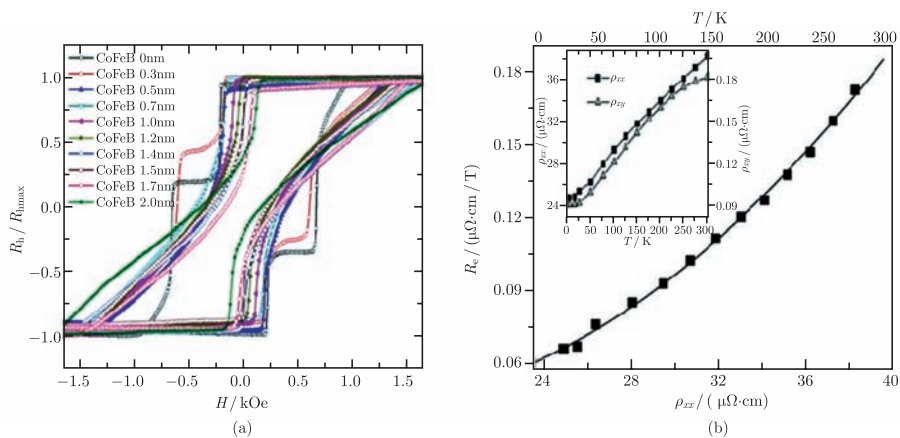 CoFeB 0nm
CoFeB 0.3nm
CoFeB 0.5nm
CoFeB 0.7nm
CoFeB 1.0nm
CoFeB 1.2nm
CoFeB 1.4nm
CoFeB 1.5nm
CoFeB 1.7nm
CoFeB 2.0nm
1.0
0.5
0.0
−0.5
−1.0
R_h / R_hmax
−1.5 −1.0 −0.5 0.0 0.5 1.0 1.5
H / kOe
(a)
T / K
0 50 100 150 200 250 300
0.18
0.15
0.12
0.09
0.06
R_e / (μΩ·cm / T)
ρ_xx
ρ_xy
36
32
28
24
ρ_xx / (μΩ·cm)
0.18
0.15
0.12
0.09
ρ_xy / (μΩ·cm)
0 50 100 150 200 250 300
T / K
24 28 32 36 40
ρ_xx / ( μΩ·cm)
(b)